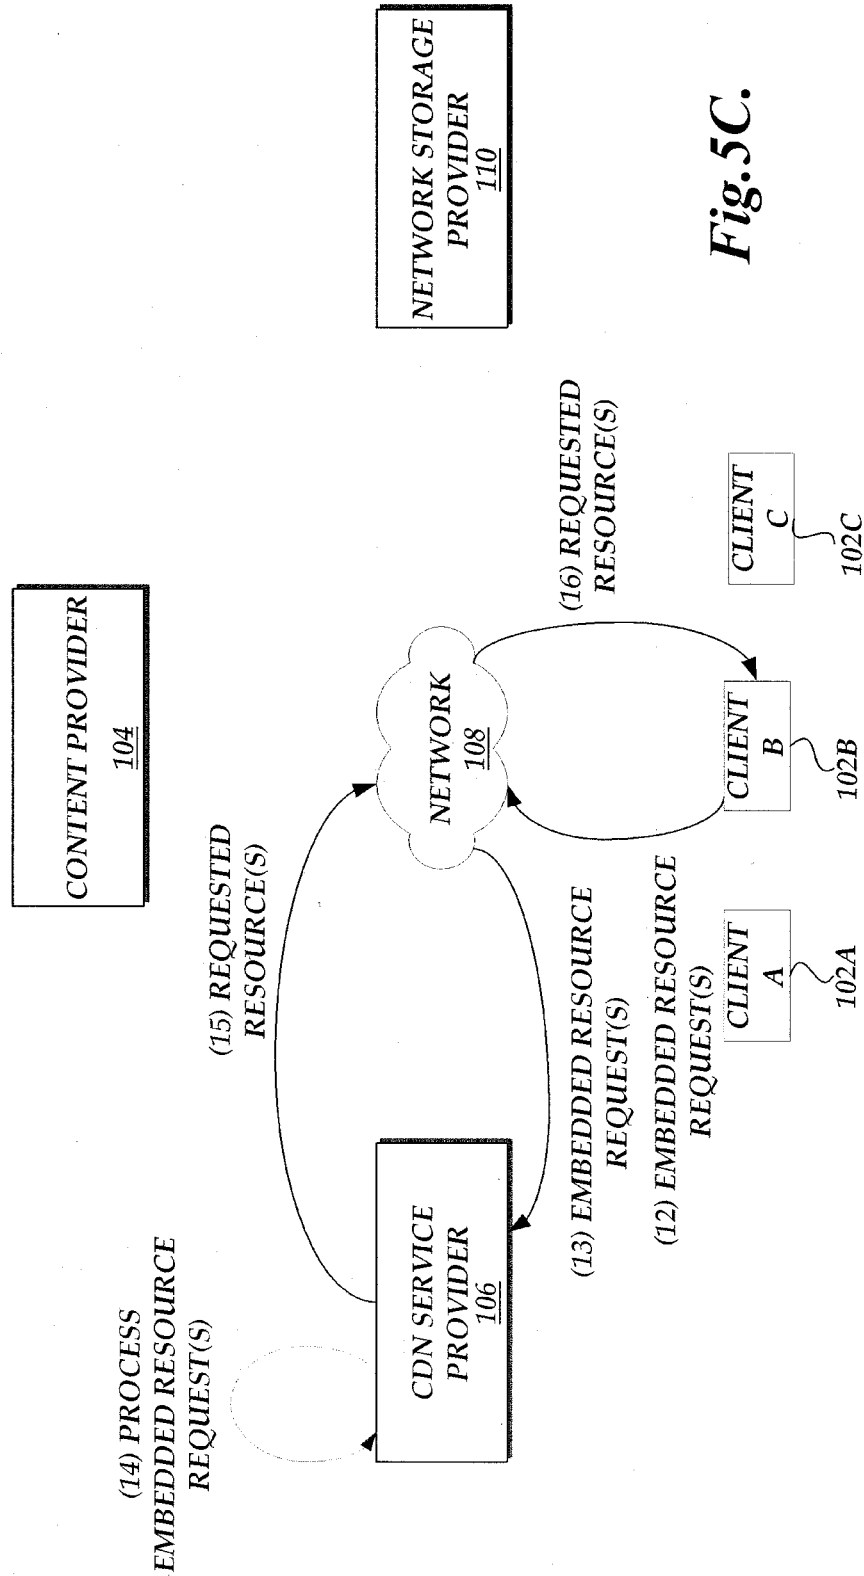 CONTENT PROVIDER
104
(14) PROCESS
EMBEDDED RESOURCE
REQUEST(S)
(15) REQUESTED
RESOURCE(S)
CDN SERVICE
PROVIDER
106
NETWORK
108
NETWORK STORAGE
PROVIDER
110
(13) EMBEDDED RESOURCE
REQUEST(S)
(12) EMBEDDED RESOURCE
REQUEST(S)
(16) REQUESTED
RESOURCE(S)
CLIENT
A
102A
CLIENT
B
102B
CLIENT
C
102C
Fig.5C.